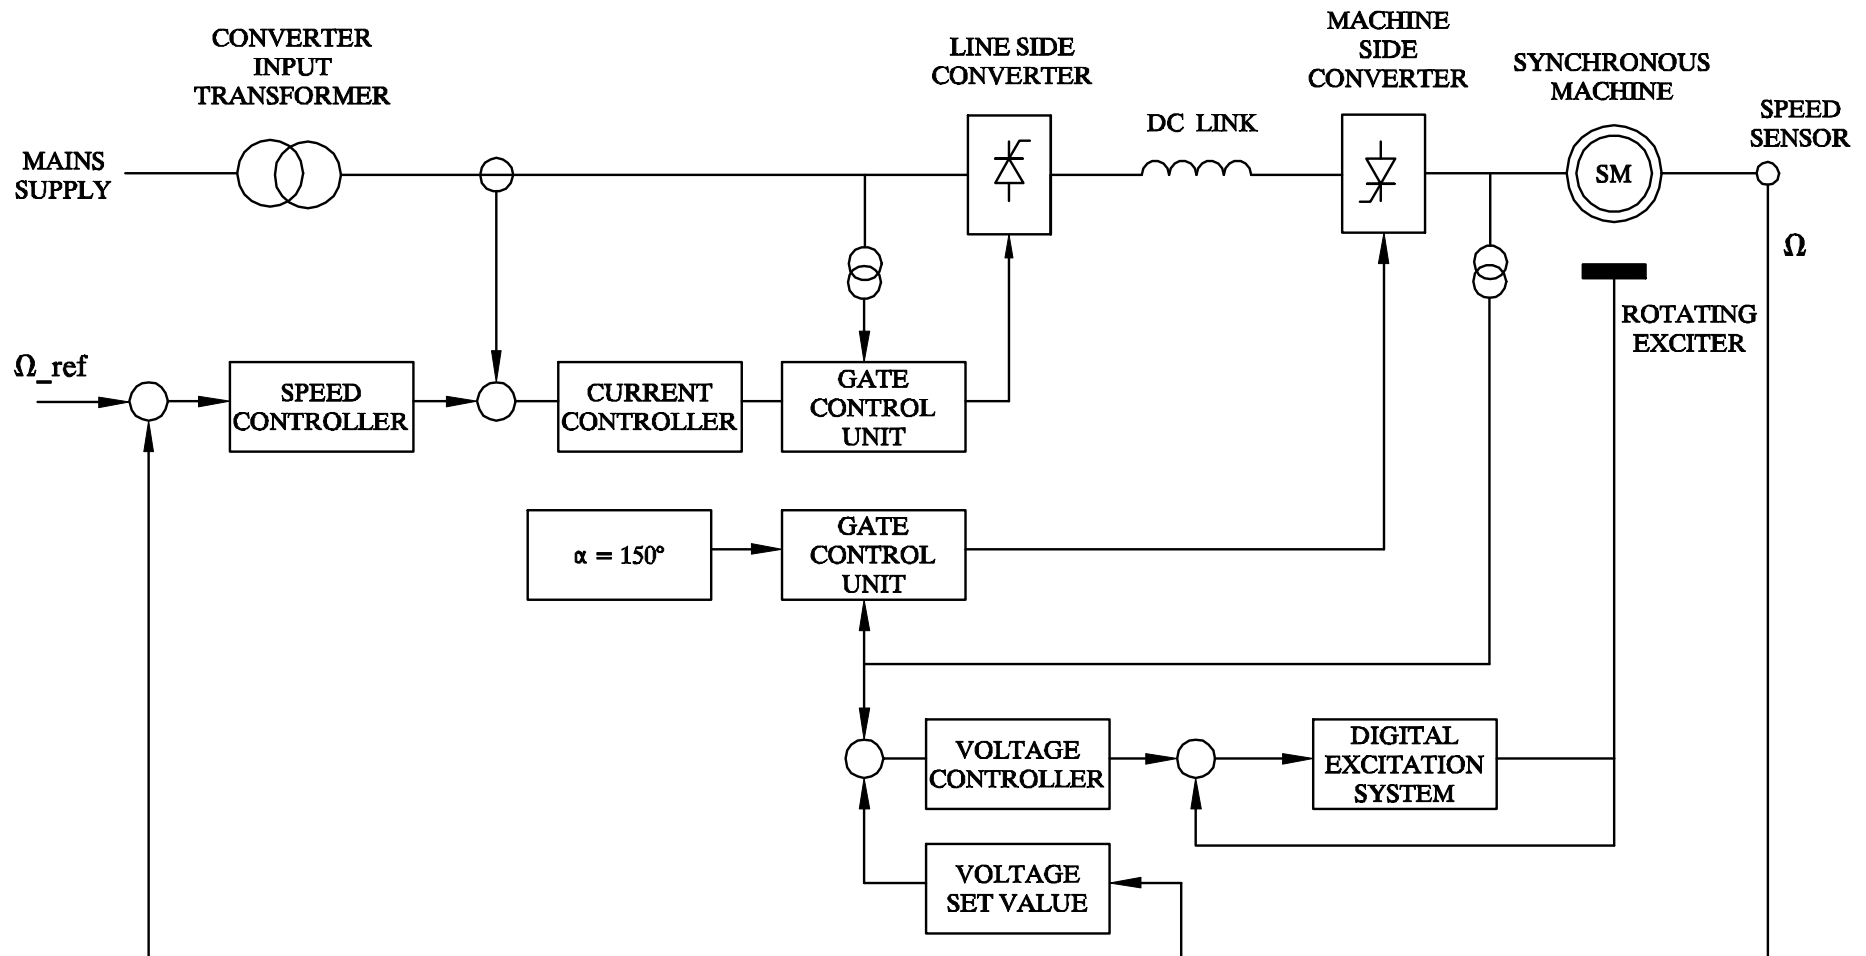 CONVERTER
INPUT
TRANSFORMER
LINE SIDE
CONVERTER
MACHINE
SIDE
CONVERTER
SYNCHRONOUS
MACHINE
SPEED
SENSOR
DC LINK
MAINS
SUPPLY
SM
Ω
ROTATING
EXCITER
Ω_ref
SPEED
CONTROLLER
CURRENT
CONTROLLER
GATE
CONTROL
UNIT
α = 150°
GATE
CONTROL
UNIT
VOLTAGE
CONTROLLER
DIGITAL
EXCITATION
SYSTEM
VOLTAGE
SET VALUE